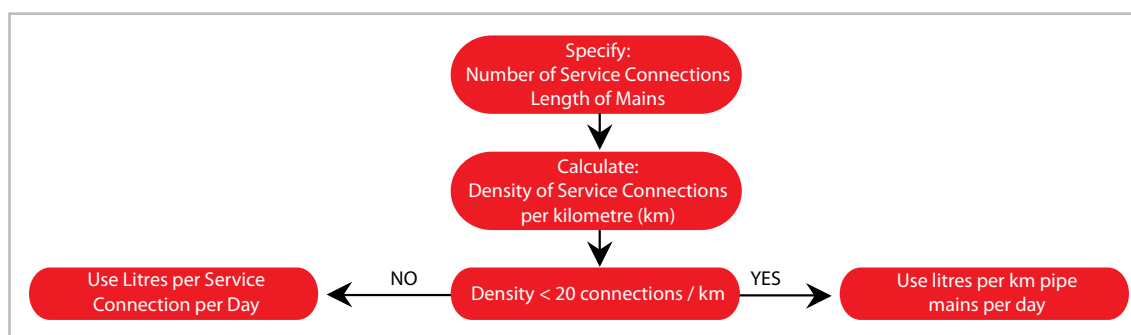 Specify:
Number of Service Connections
Length of Mains
Calculate:
Density of Service Connections
per kilometre (km)
Use Litres per Service
Connection per Day
NO
Density < 20 connections / km
YES
Use litres per km pipe
mains per day